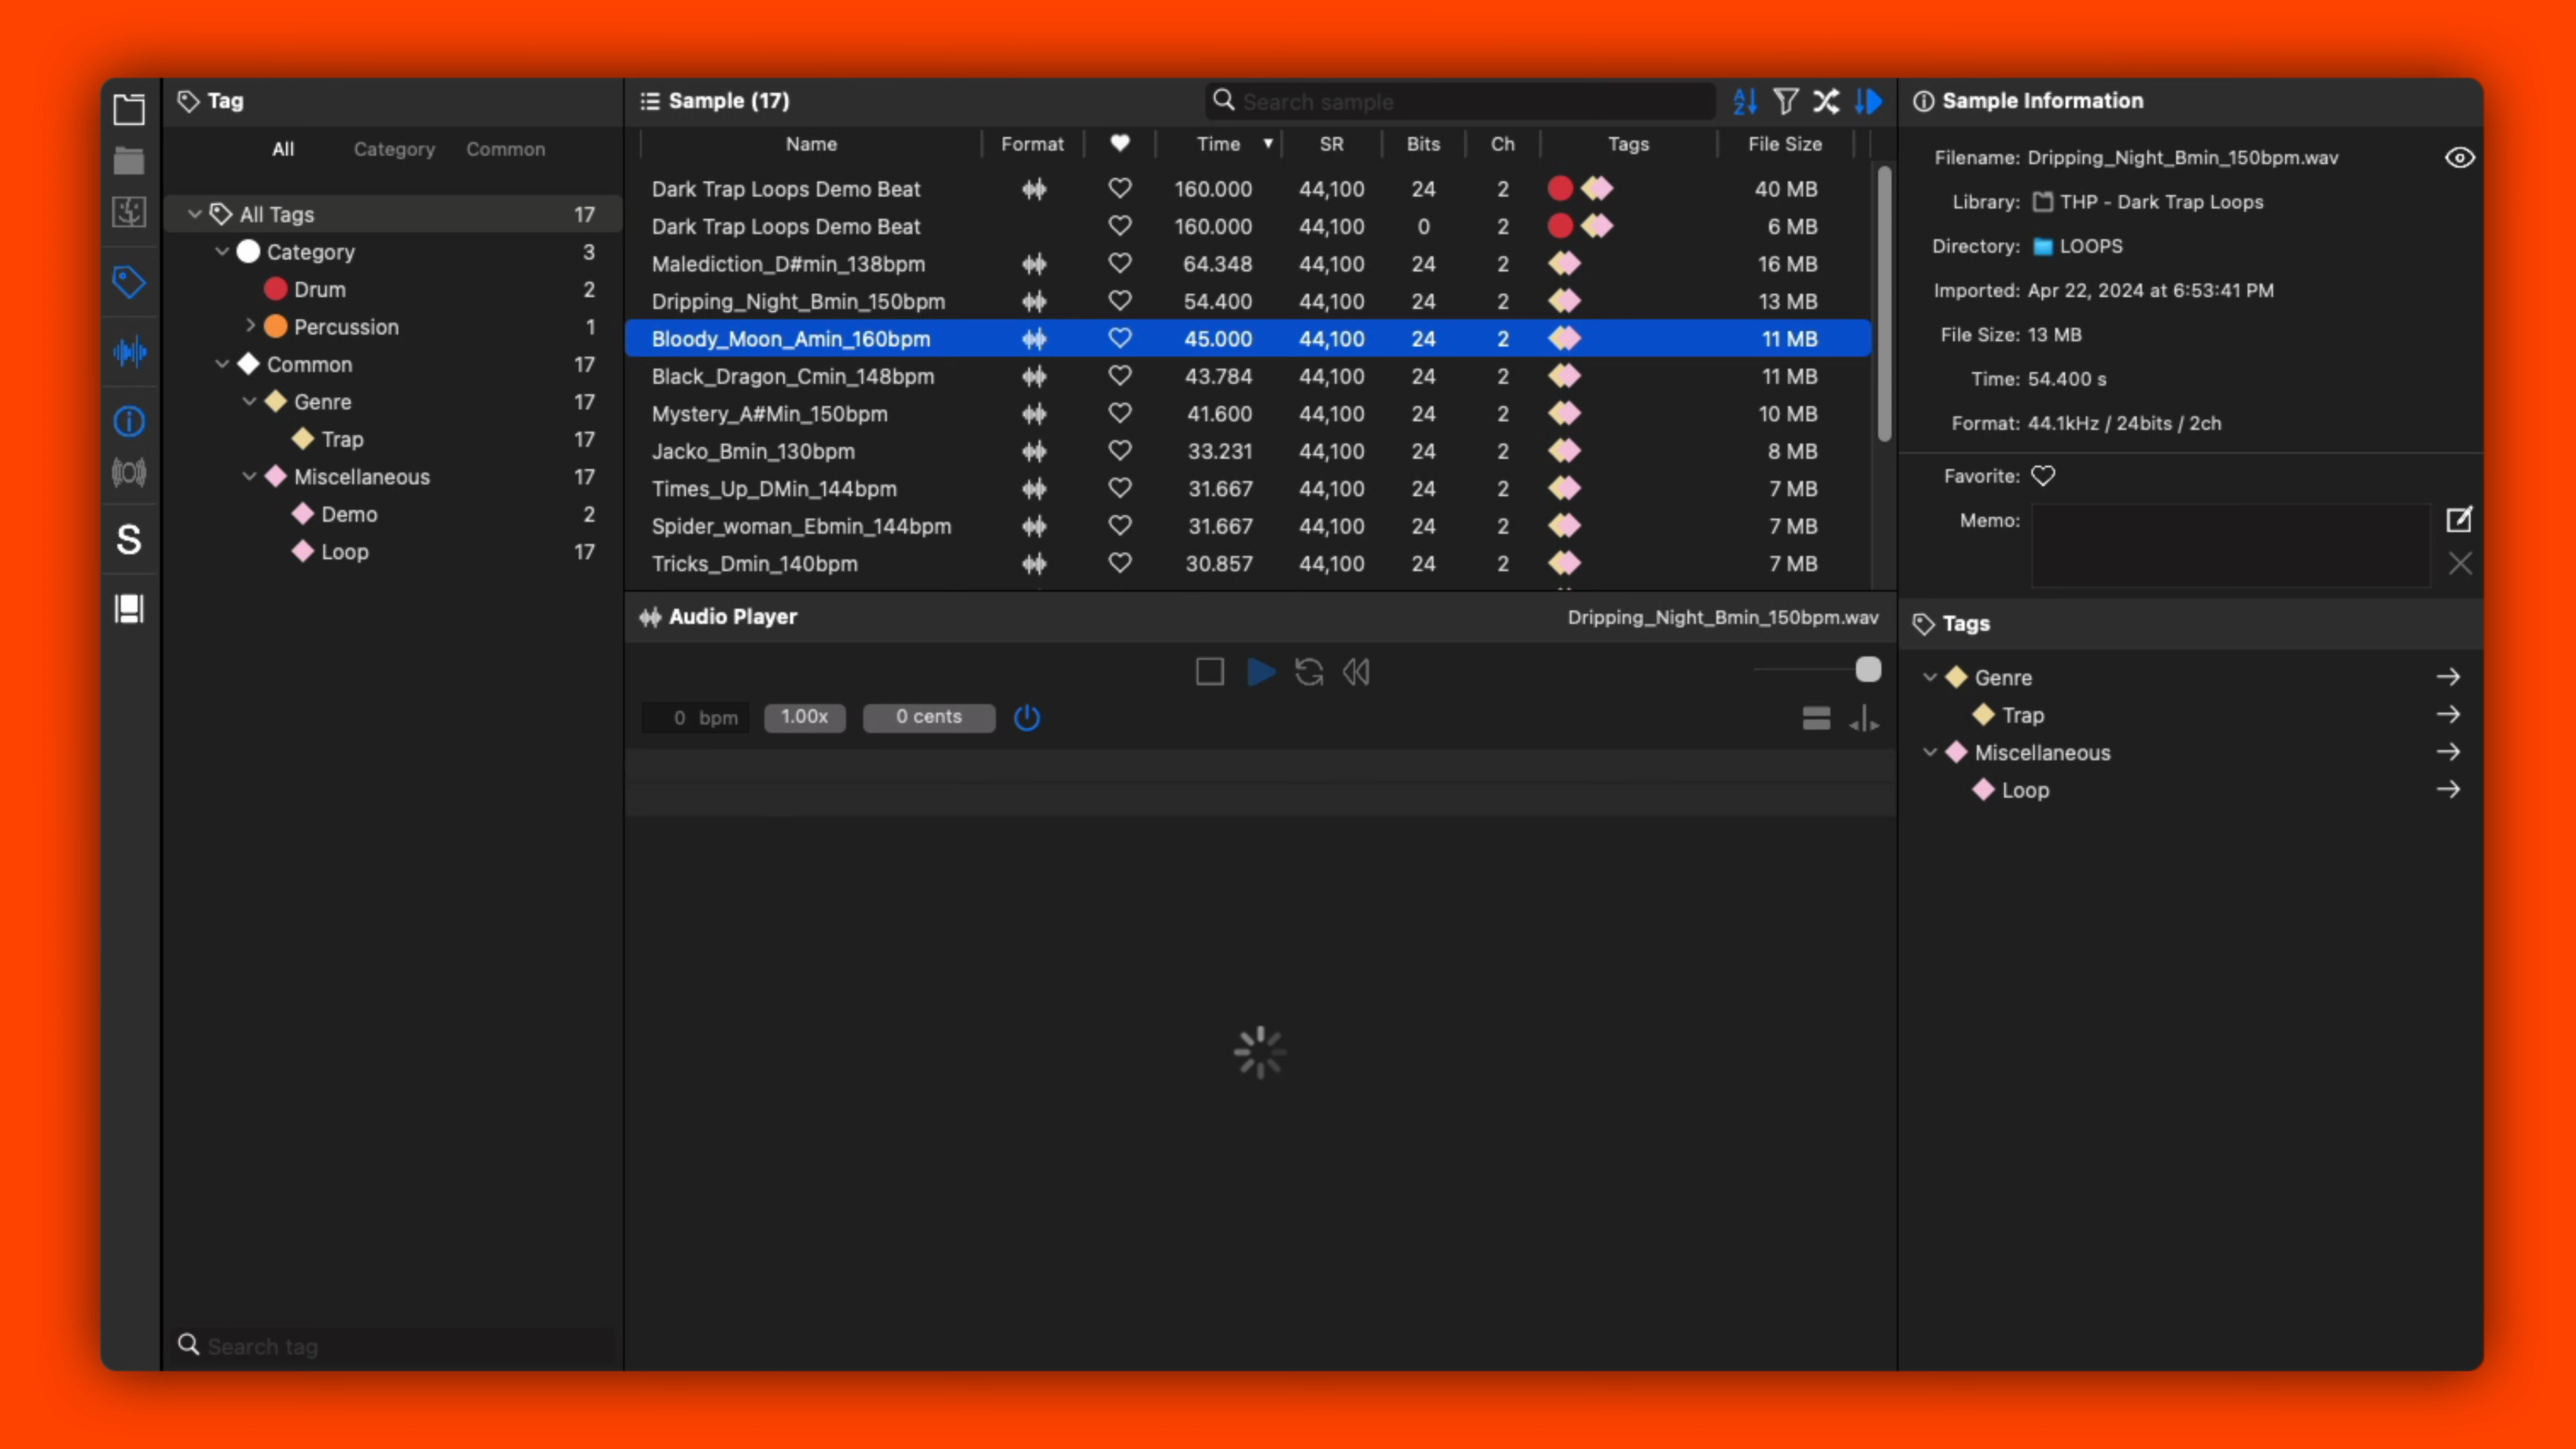 Tag
All Category Common
All Tags 17
Category 3
Drum 2
Percussion 1
Common 17
Genre 17
Trap 17
Miscellaneous 17
Demo 2
Loop 17
Search tag
S
Sample (17)
Search sample
Name Format Time ▼ SR Bits Ch Tags File Size
Dark Trap Loops Demo Beat 160.000 44,100 24 2 40 MB
Dark Trap Loops Demo Beat 160.000 44,100 0 2 6 MB
Malediction_D#min_138bpm 64.348 44,100 24 2 16 MB
Dripping_Night_Bmin_150bpm 54.400 44,100 24 2 13 MB
Bloody_Moon_Amin_160bpm 45.000 44,100 24 2 11 MB
Black_Dragon_Cmin_148bpm 43.784 44,100 24 2 11 MB
Mystery_A#Min_150bpm 41.600 44,100 24 2 10 MB
Jacko_Bmin_130bpm 33.231 44,100 24 2 8 MB
Times_Up_DMin_144bpm 31.667 44,100 24 2 7 MB
Spider_woman_Ebmin_144bpm 31.667 44,100 24 2 7 MB
Tricks_Dmin_140bpm 30.857 44,100 24 2 7 MB
Audio Player Dripping_Night_Bmin_150bpm.wav
0 bpm 1.00x 0 cents
Sample Information
Filename: Dripping_Night_Bmin_150bpm.wav
Library: THP - Dark Trap Loops
Directory: LOOPS
Imported: Apr 22, 2024 at 6:53:41 PM
File Size: 13 MB
Time: 54.400 s
Format: 44.1kHz / 24bits / 2ch
Favorite:
Memo:
Tags
Genre
Trap
Miscellaneous
Loop